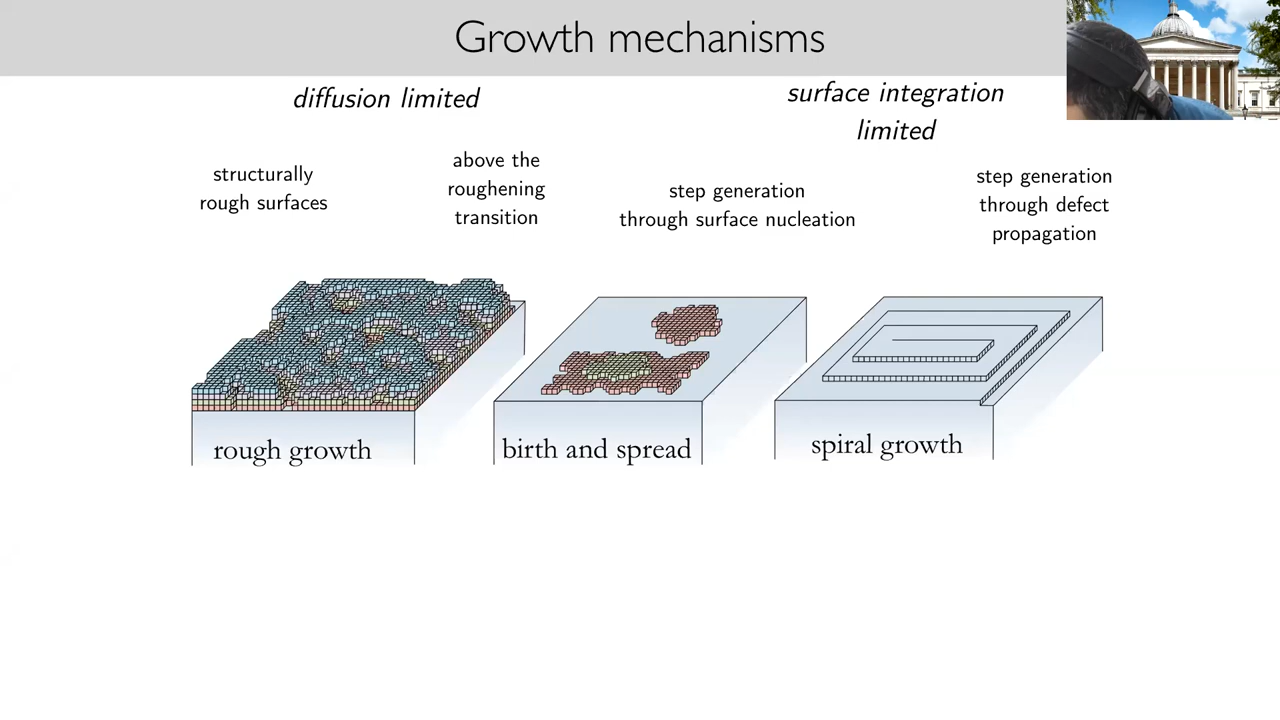 Growth mechanisms
diffusion limited
surface integration
limited
structurally
rough surfaces
above the
roughening
transition
step generation
through surface nucleation
step generation
through defect
propagation
rough growth
birth and spread
spiral growth